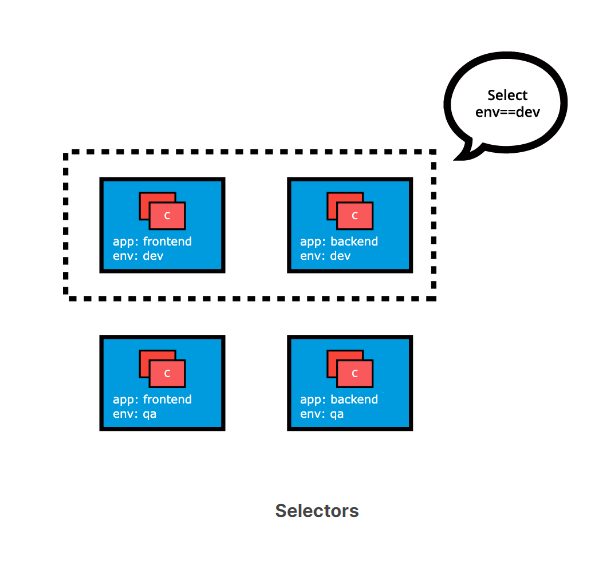 Select
env==dev
c
app: frontend
env: dev
c
app: backend
env: dev
c
app: frontend
env: qa
c
app: backend
env: qa
Selectors